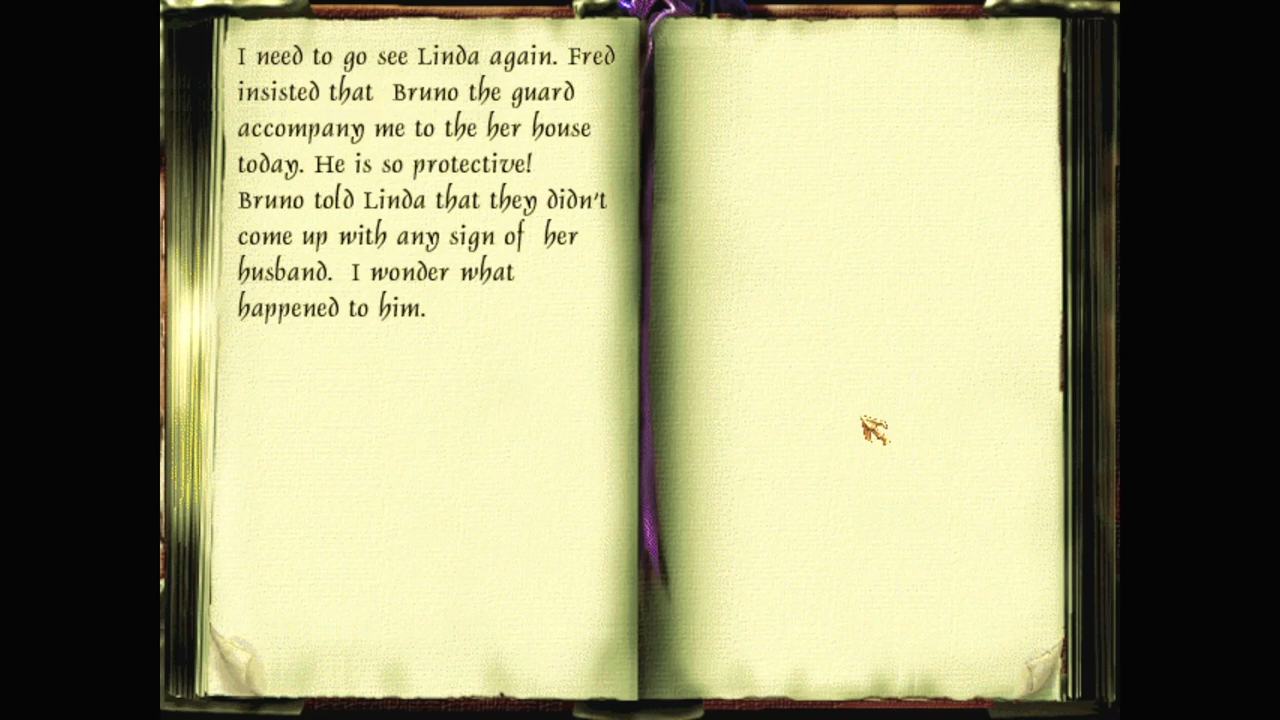 I need to go see Linda again. Fred
insisted that  Bruno the guard
accompany me to the her house
today. He is so protective!
Bruno told Linda that they didn't
come up with any sign of  her
husband.  I wonder what
happened to him.